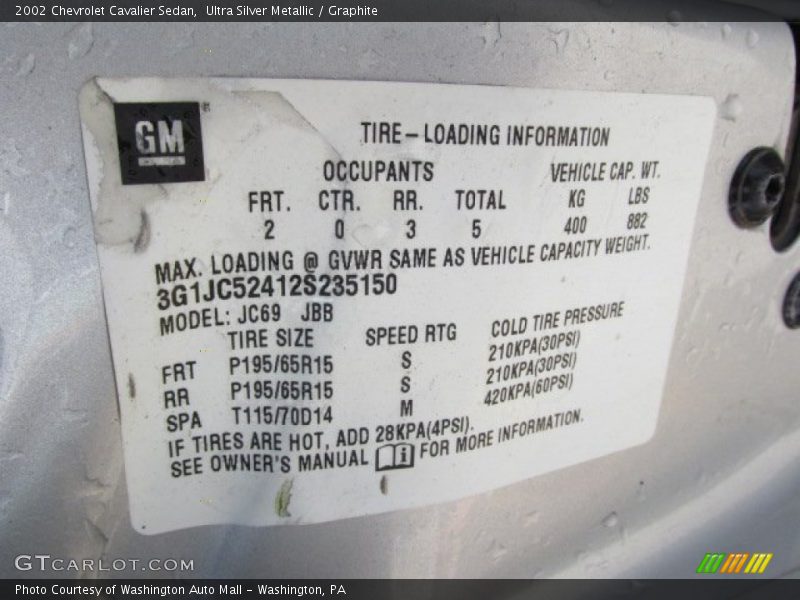 2002 Chevrolet Cavalier Sedan,  Ultra Silver Metallic / Graphite
GM
TIRE-LOADING INFORMATION
OCCUPANTS VEHICLE CAP. WT.
FRT. CTR. RR. TOTAL KG LBS
2 0 3 5 400 882
MAX. LOADING @ GVWR SAME AS VEHICLE CAPACITY WEIGHT.
3G1JC52412S235150
MODEL: JC69 JBB
TIRE SIZE SPEED RTG COLD TIRE PRESSURE
FRT P195/65R15 S 210KPA(30PSI)
RR P195/65R15 S 210KPA(30PSI)
SPA T115/70D14 M 420KPA(60PSI)
IF TIRES ARE HOT, ADD 28KPA(4PSI).
SEE OWNER'S MANUAL i FOR MORE INFORMATION.
GTCARLOT.COM
Photo Courtesy of Washington Auto Mall - Washington, PA